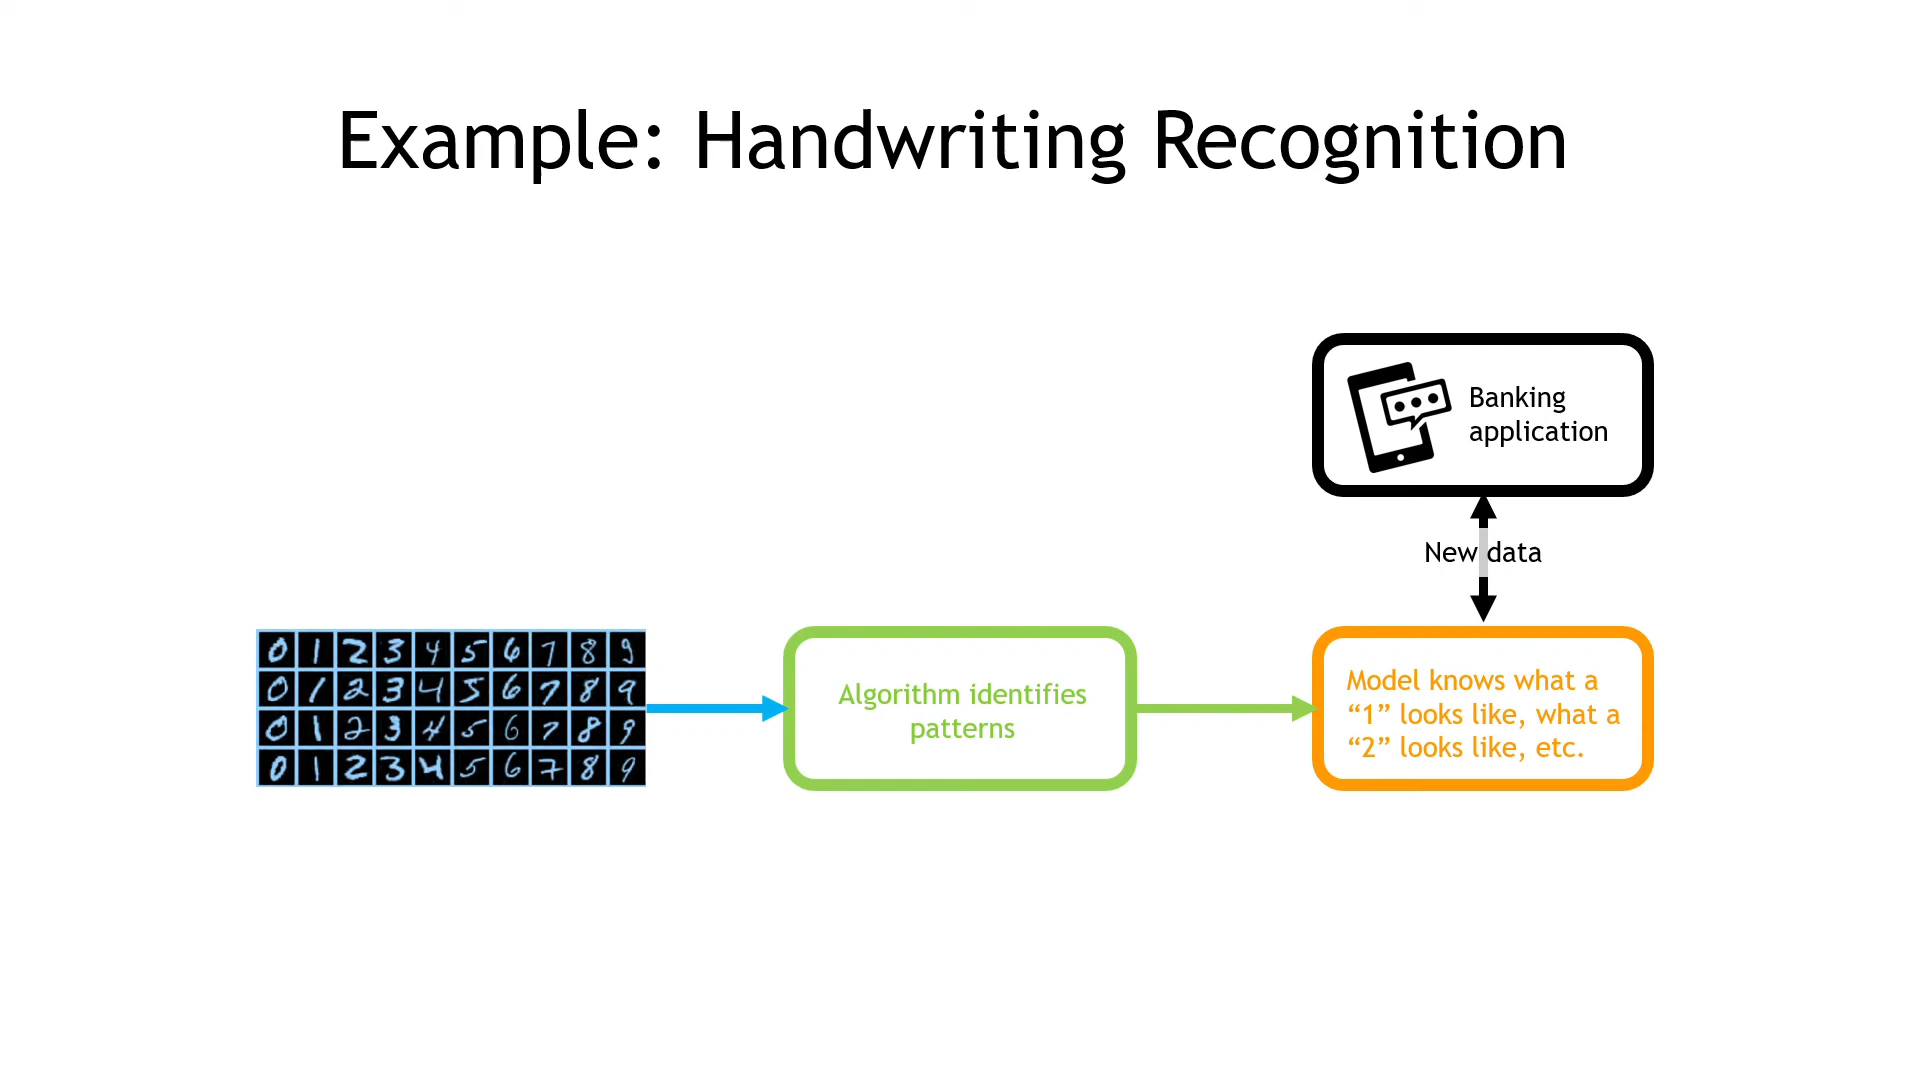 Example: Handwriting Recognition
Banking
application
New data
0 1 2 3 4 5 6 7 8 9
0 1 2 3 4 5 6 7 8 9
0 1 2 3 4 5 6 7 8 9
0 1 2 3 4 5 6 7 8 9
Algorithm identifies
patterns
Model knows what a
“1” looks like, what a
“2” looks like, etc.